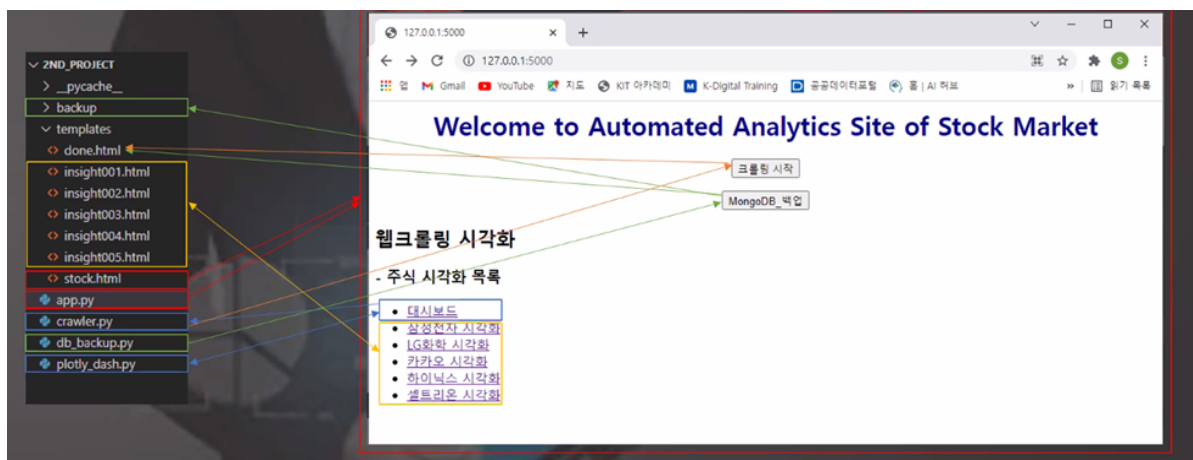 2ND_PROJECT
__pycache__
backup
templates
done.html
insight001.html
insight002.html
insight003.html
insight004.html
insight005.html
stock.html
app.py
crawler.py
db_backup.py
plotly_dash.py
127.0.0.1:5000
127.0.0.1:5000
앱 Gmail YouTube 지도 KIT 아카데미 K-Digital Training 공공데이터포털 홈 | AI 허브 » 읽기 목록
Welcome to Automated Analytics Site of Stock Market
크롤링 시작
MongoDB_백업
웹크롤링 시각화
- 주식 시각화 목록
대시보드
삼성전자 시각화
LG화학 시각화
카카오 시각화
하이닉스 시각화
셀트리온 시각화